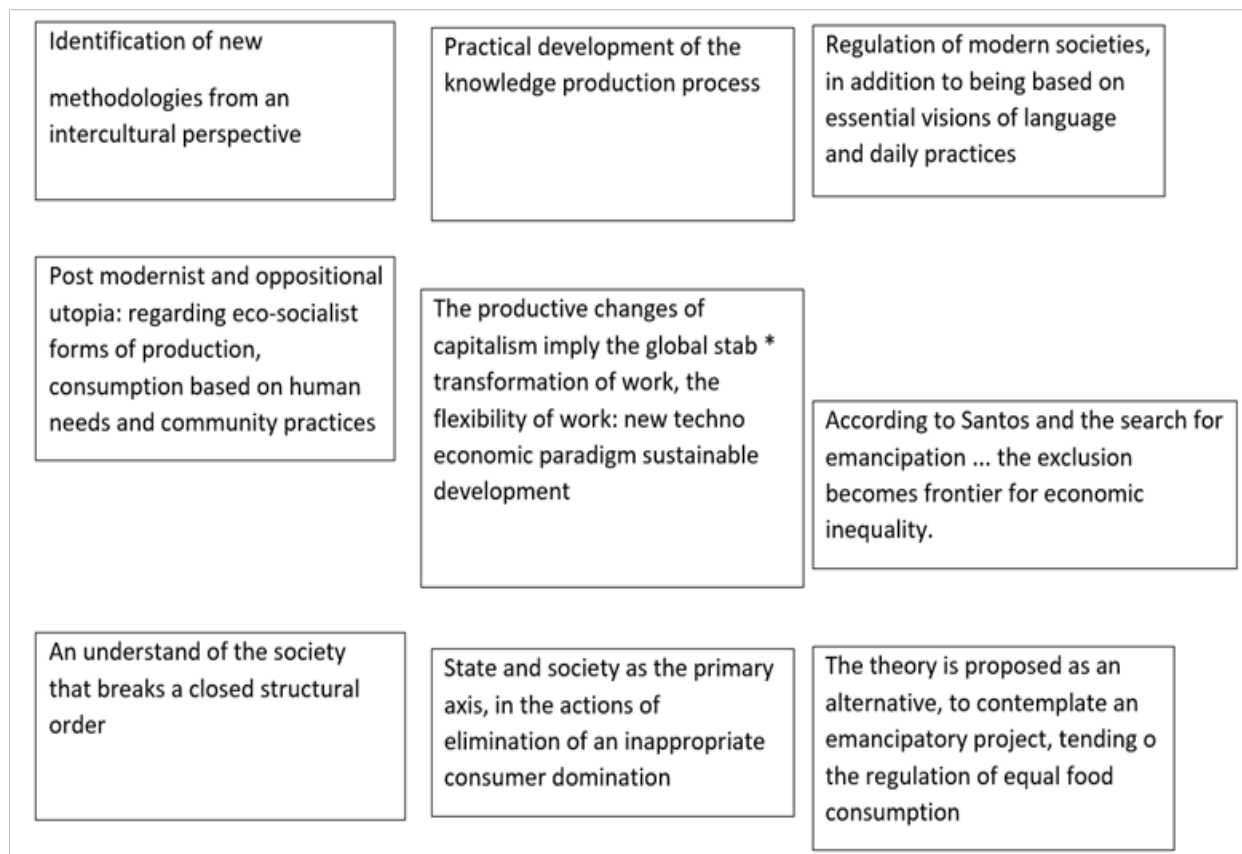 Identification of new
methodologies from an
intercultural perspective
Practical development of the
knowledge production process
Regulation of modern societies,
in addition to being based on
essential visions of language
and daily practices
Post modernist and oppositional
utopia: regarding eco-socialist
forms of production,
consumption based on human
needs and community practices
The productive changes of
capitalism imply the global stab *
transformation of work, the
flexibility of work: new techno
economic paradigm sustainable
development
According to Santos and the search for
emancipation ... the exclusion
becomes frontier for economic
inequality.
An understand of the society
that breaks a closed structural
order
State and society as the primary
axis, in the actions of
elimination of an inappropriate
consumer domination
The theory is proposed as an
alternative, to contemplate an
emancipatory project, tending o
the regulation of equal food
consumption